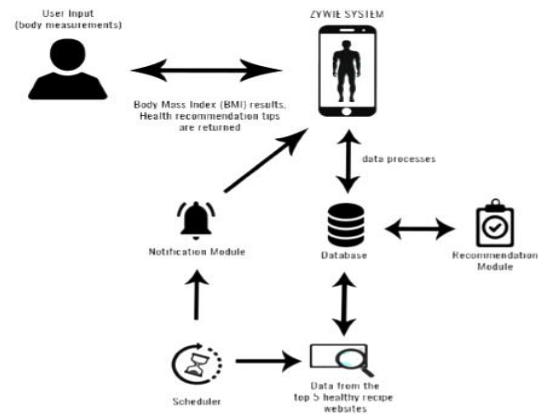 User Input
(body measurements)
ZYWIE SYSTEM
Body Mass Index (BMI) results,
Health recommendation tips
are returned
data processes
Notification Module
Database
Recommendation
Module
Scheduler
Data from the
top 5 healthy recipe
websites